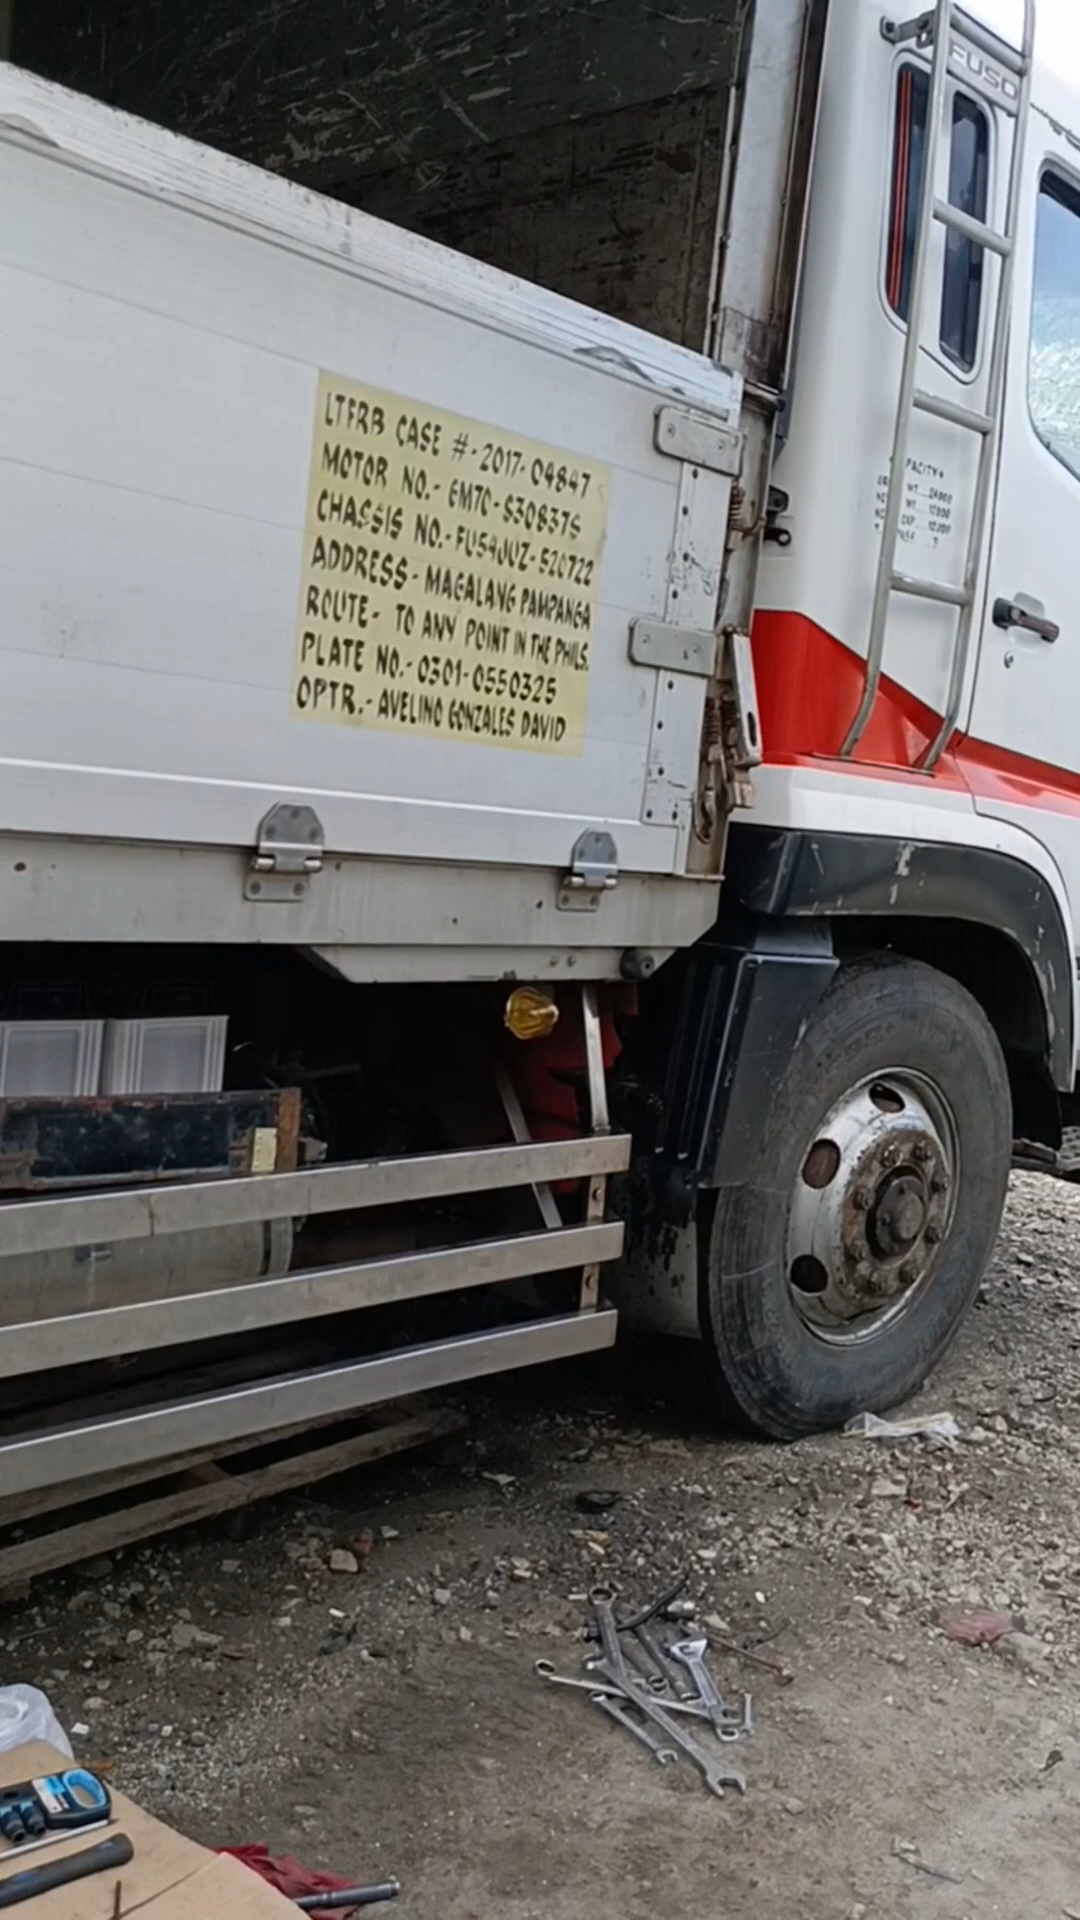 FUSO
LTFRB CASE #-2017-04847
MOTOR NO.- 6M70-S30837S
CHASSIS NO.-FU54JUZ-520722
ADDRESS- MAGALANG PAMPANGA
ROUTE- TO ANY POINT IN THE PHILS.
PLATE NO.- 0301-0550325
OPTR.- AVELINO GONZALES DAVID